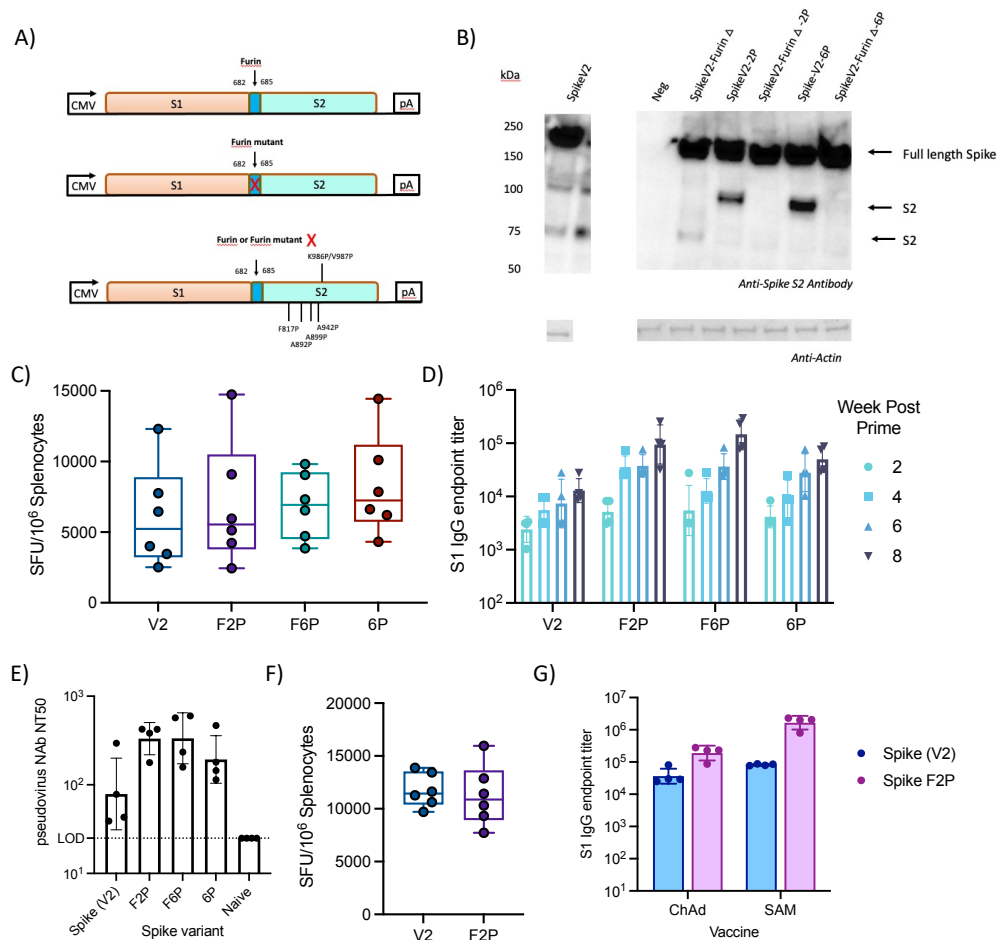 A)
Furin
682 685
CMV S1 S2 pA
Furin mutant
682 685
CMV S1 X S2 pA
Furin or Furin mutant X
K986P/V987P
682 685
CMV S1 S2 pA
F817P
A892P
A899P
A942P
B)
kDa
SpikeV2
Neg
SpikeV2-Furin Δ
SpikeV2-2P
SpikeV2-Furin Δ -2P
Spike-V2-6P
SpikeV2-Furin Δ-6P
250
150
100
75
50
Full length Spike
S2
S2
Anti-Spike S2 Antibody
Anti-Actin
C)
SFU/10⁶ Splenocytes
15000
10000
5000
0
V2 F2P F6P 6P
D)
S1 IgG endpoint titer
10⁶
10⁵
10⁴
10³
10²
V2 F2P F6P 6P
Week Post
Prime
2
4
6
8
E)
pseudovinus NAb NT50
10³
10²
LOD
10¹
Spike (V2)
F2P
F6P
6P
Naive
Spike variant
F)
SFU/10⁶ Splenocytes
20000
15000
10000
5000
0
V2 F2P
G)
S1 IgG endpoint titer
10⁷
10⁶
10⁵
10⁴
10³
10²
10¹
ChAd SAM
Vaccine
Spike (V2)
Spike F2P